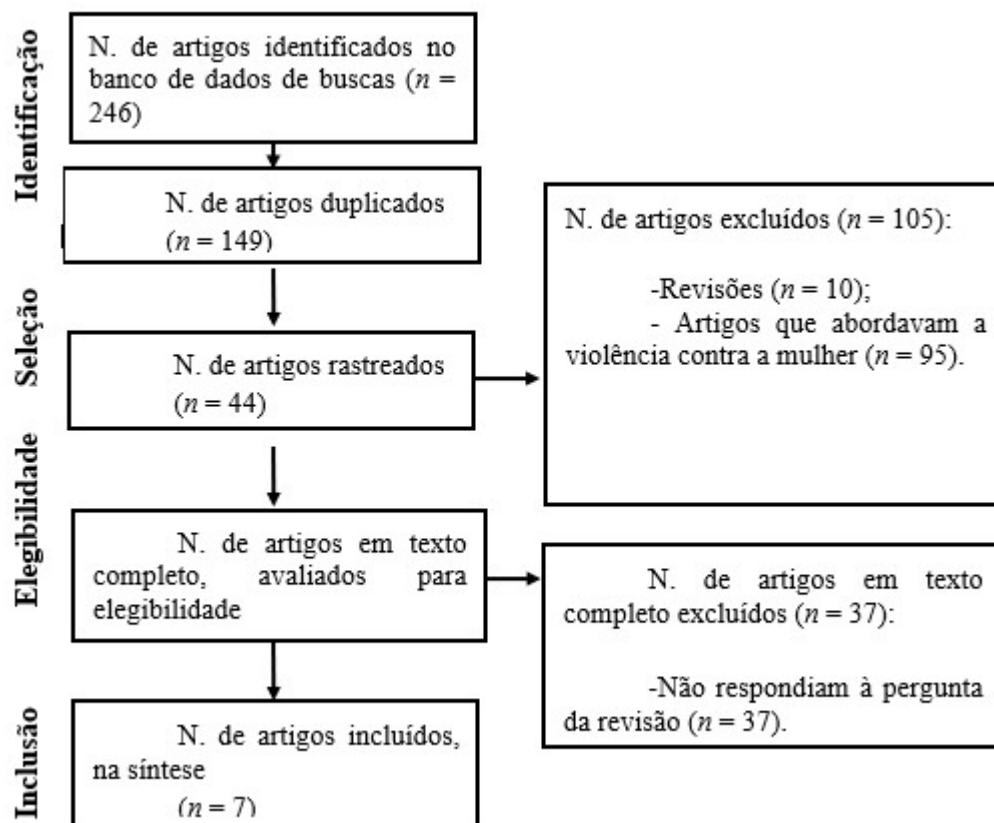 Identificação
N. de artigos identificados no
banco de dados de buscas (n =
246)
N. de artigos duplicados
(n = 149)
Seleção
N. de artigos rastreados
(n = 44)
N. de artigos excluídos (n = 105):
-Revisões (n = 10);
- Artigos que abordavam a
violência contra a mulher (n = 95).
Elegibilidade
N. de artigos em texto
completo, avaliados para
elegibilidade
N. de artigos em texto
completo excluídos (n = 37):
-Não respondiam à pergunta
da revisão (n = 37).
Inclusão
N. de artigos incluídos,
na síntese
(n = 7)